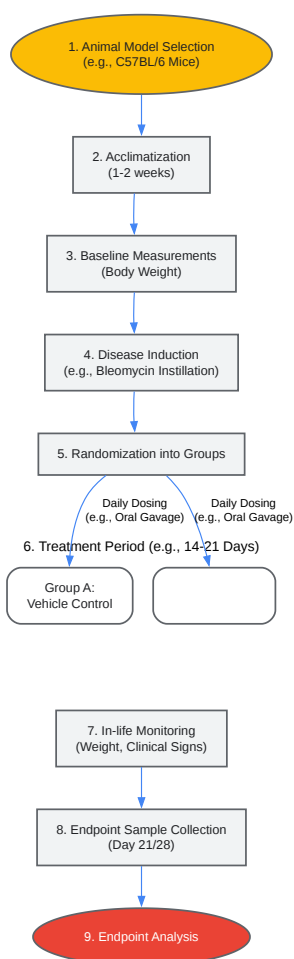 1. Animal Model Selection
(e.g., C57BL/6 Mice)
2. Acclimatization
(1-2 weeks)
3. Baseline Measurements
(Body Weight)
4. Disease Induction
(e.g., Bleomycin Instillation)
5. Randomization into Groups
Daily Dosing
(e.g., Oral Gavage)
Daily Dosing
(e.g., Oral Gavage)
6. Treatment Period (e.g., 14-21 Days)
Group A:
Vehicle Control
7. In-life Monitoring
(Weight, Clinical Signs)
8. Endpoint Sample Collection
(Day 21/28)
9. Endpoint Analysis